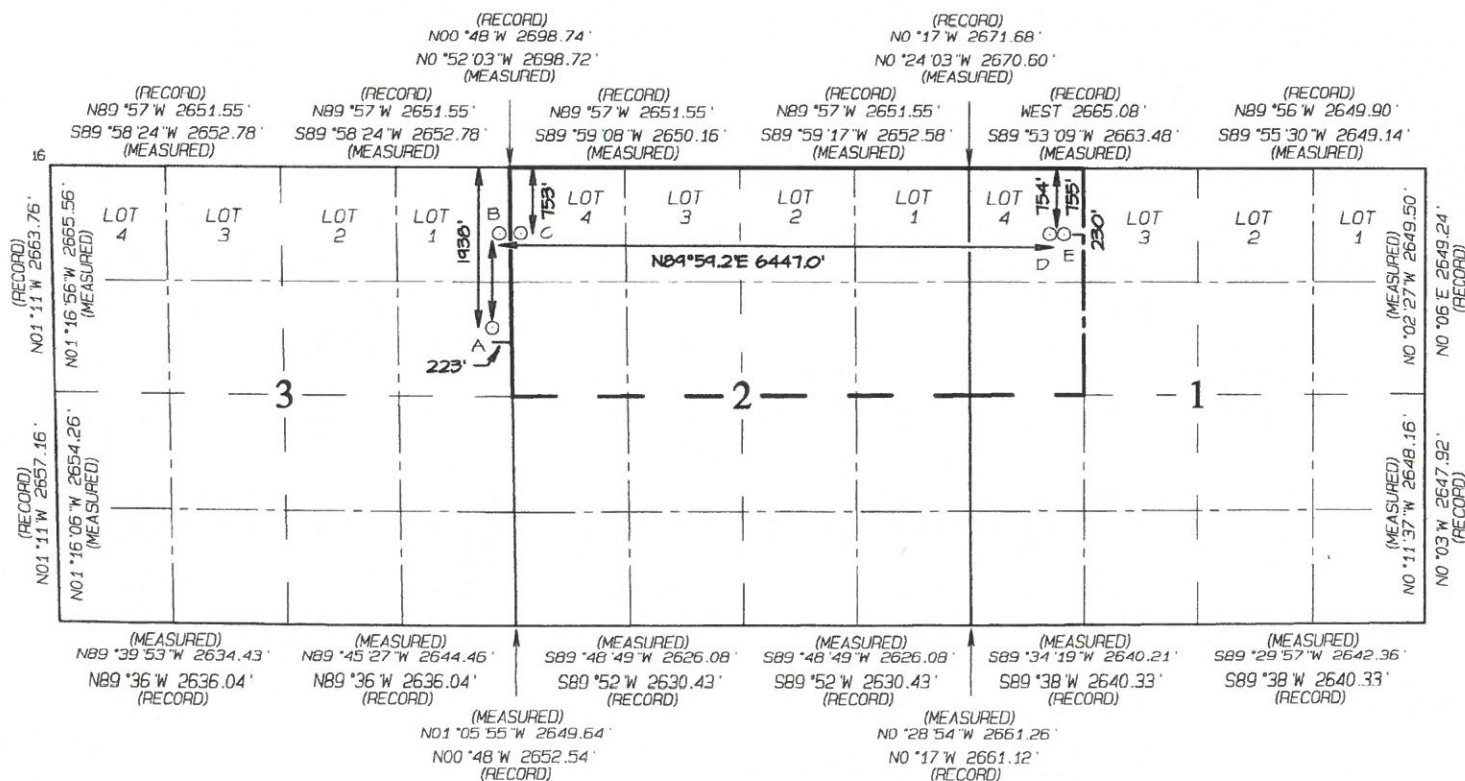 (RECORD)
N00°48'W 2698.74'
N0°52'03"W 2698.72'
(MEASURED)
(RECORD)
N0°17'W 2671.68'
N0°24'03"W 2670.60'
(MEASURED)
(RECORD)
N89°57'W 2651.55'
S89°58'24"W 2652.78'
(MEASURED)
(RECORD)
N89°57'W 2651.55'
S89°58'24"W 2652.78'
(MEASURED)
(RECORD)
N89°57'W 2651.55'
S89°59'08"W 2650.16'
(MEASURED)
(RECORD)
N89°57'W 2651.55'
S89°59'17"W 2652.58'
(MEASURED)
(RECORD)
WEST 2665.08'
S89°53'09"W 2663.48'
(MEASURED)
(RECORD)
N89°56'W 2649.90'
S89°55'30"W 2649.14'
(MEASURED)
16
(RECORD)
N01°11'W 2663.76'
N01°16'56"W 2665.56'
(MEASURED)
LOT
4
LOT
3
LOT
2
LOT
1
1938'
B
753'
C
LOT
4
LOT
3
LOT
2
LOT
1
LOT
4
754'
755'
230'
D
E
LOT
3
LOT
2
LOT
1
(MEASURED)
N0°02'27"W 2649.50'
N0°06'E 2649.24'
(RECORD)
N89°59.2'E 6447.0'
A
223'
3
2
1
(RECORD)
N01°11'W 2657.16'
N01°16'06"W 2654.26'
(MEASURED)
(MEASURED)
N0°11'37"W 2648.16'
N0°03'W 2647.92'
(RECORD)
(MEASURED)
N89°39'53"W 2634.43'
N89°36'W 2636.04'
(RECORD)
(MEASURED)
N89°45'27"W 2644.46'
N89°36'W 2636.04'
(RECORD)
(MEASURED)
S89°48'49"W 2626.08'
S89°52'W 2630.43'
(RECORD)
(MEASURED)
S89°48'49"W 2626.08'
S89°52'W 2630.43'
(RECORD)
(MEASURED)
S89°34'19"W 2640.21'
S89°38'W 2640.33'
(RECORD)
(MEASURED)
S89°29'57"W 2642.36'
S89°38'W 2640.33'
(RECORD)
(MEASURED)
N01°05'55"W 2649.64'
N00°48'W 2652.54'
(RECORD)
(MEASURED)
N0°28'54"W 2661.26'
N0°17'W 2661.12'
(RECORD)